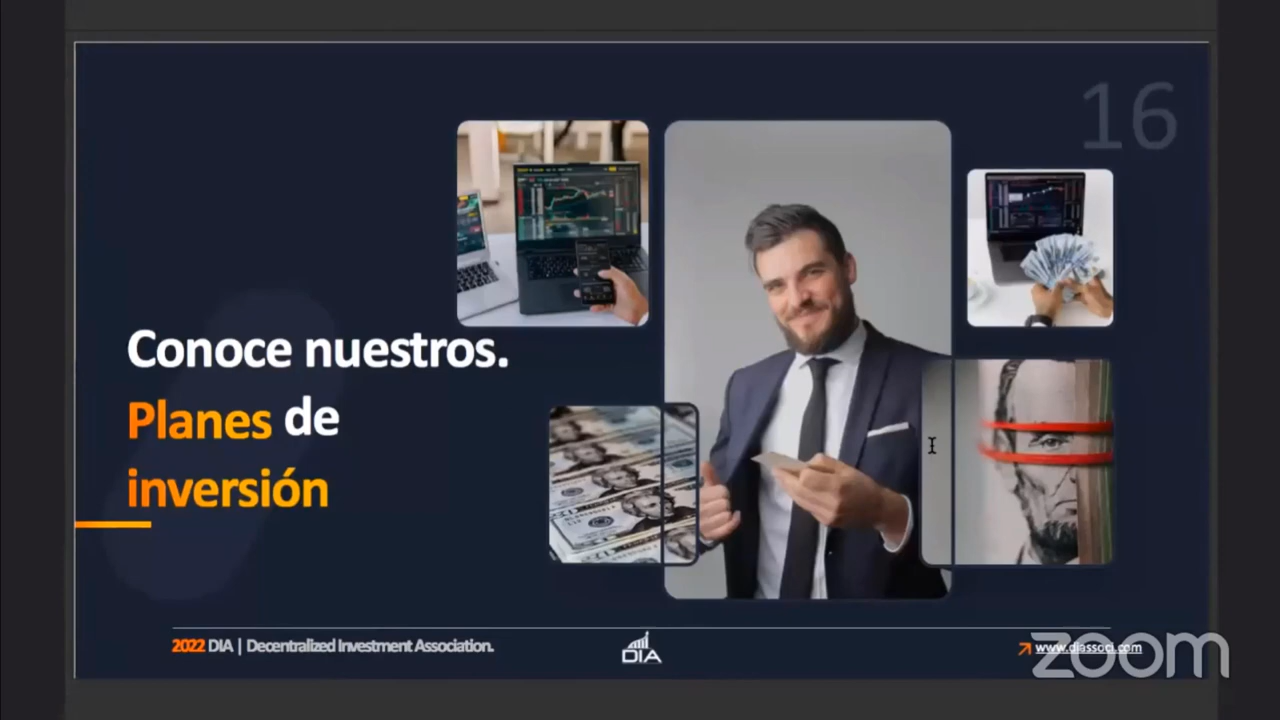 16
Conoce nuestros.
Planes de
inversión
2022 DIA | Decentralized Investment Association.
DIA
www.diassoci.com
zoom